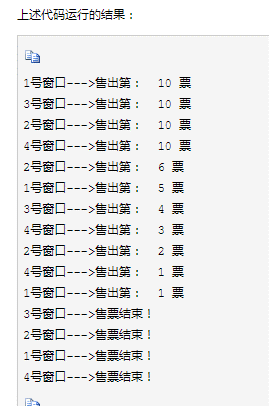 上述代码运行的结果：
1号窗口--->售出第：  10 票
3号窗口--->售出第：  10 票
2号窗口--->售出第：  10 票
4号窗口--->售出第：  10 票
2号窗口--->售出第：  6 票
1号窗口--->售出第：  5 票
3号窗口--->售出第：  4 票
4号窗口--->售出第：  3 票
2号窗口--->售出第：  2 票
4号窗口--->售出第：  1 票
1号窗口--->售出第：  1 票
3号窗口--->售票结束！
2号窗口--->售票结束！
1号窗口--->售票结束！
4号窗口--->售票结束！